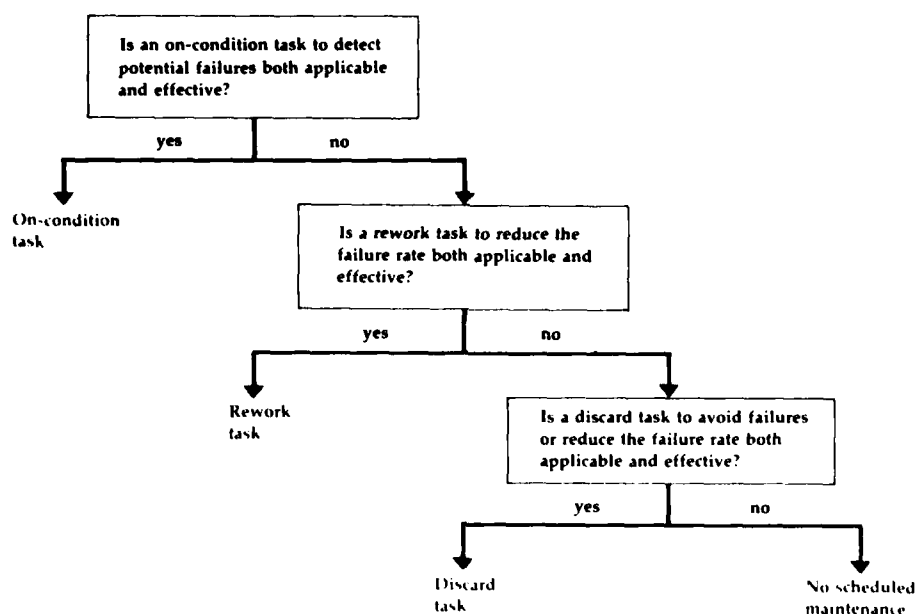 Is an on-condition task to detect
potential failures both applicable
and effective?
yes
no
On-condition
task
Is a rework task to reduce the
failure rate both applicable and
effective?
yes
no
Rework
task
Is a discard task to avoid failures
or reduce the failure rate both
applicable and effective?
yes
no
Discard
task
No scheduled
maintenance